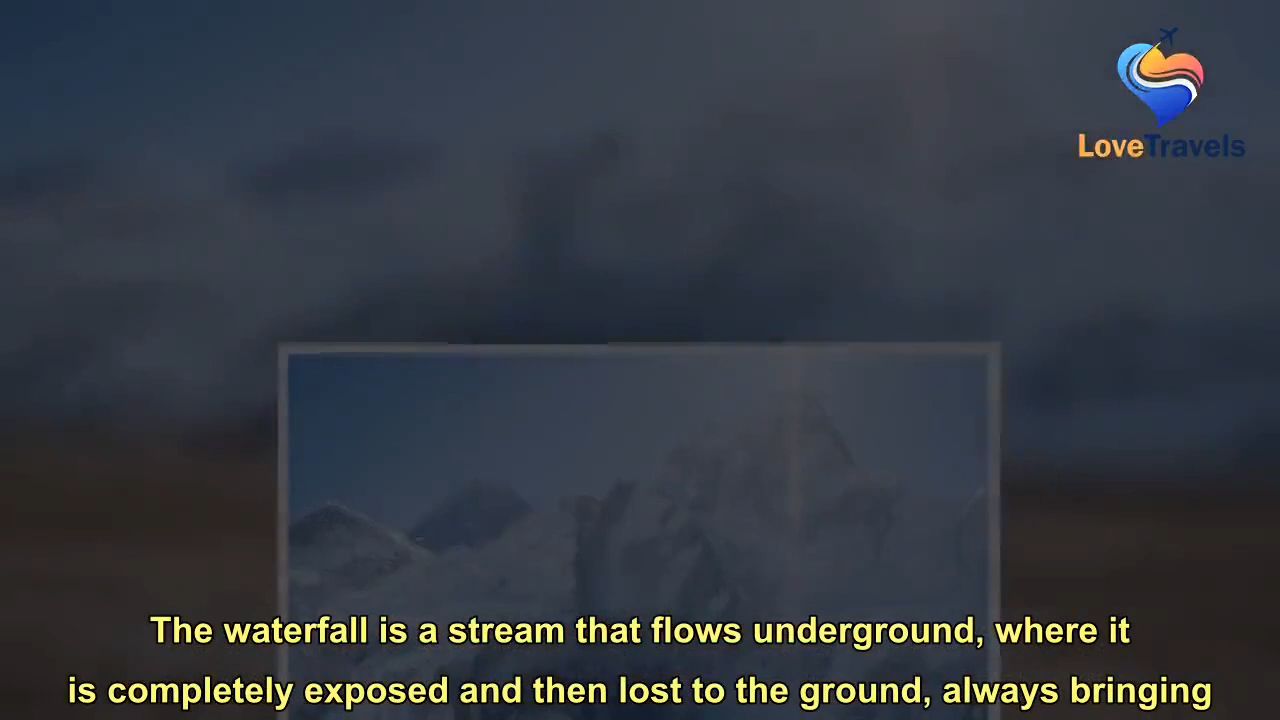 LoveTravels
The waterfall is a stream that flows underground, where it
is completely exposed and then lost to the ground, always bringing